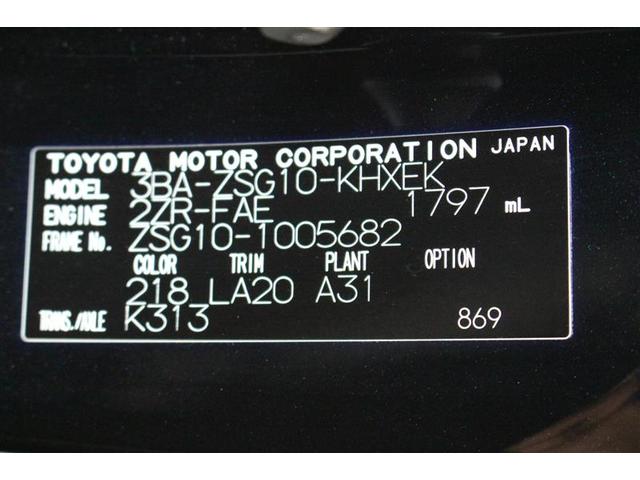 TOYOTA MOTOR CORPORATION JAPAN
MODEL 3BA-ZSG10-KHXEK
ENGINE 2ZR-FAE 1797 mL
FRAME No. ZSG10-1005682
COLOR TRIM PLANT OPTION
218 LA20 A31
TRANS./AXLE K313 869